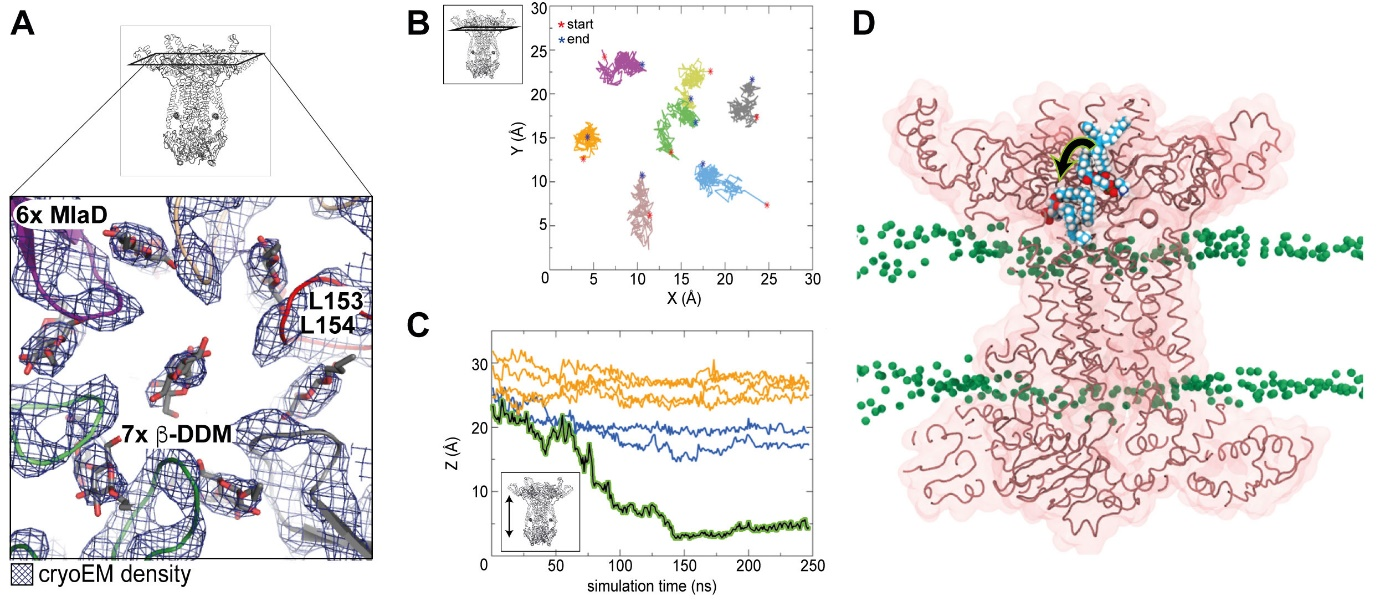 A
6x MlaD
L153
L154
7x β-DDM
cryoEM density
B
* start
* end
30
25
20
15
10
5
Y (Å)
0
5
10
15
20
25
30
X (Å)
C
30
20
10
0
Z (Å)
0
50
100
150
200
250
simulation time (ns)
D